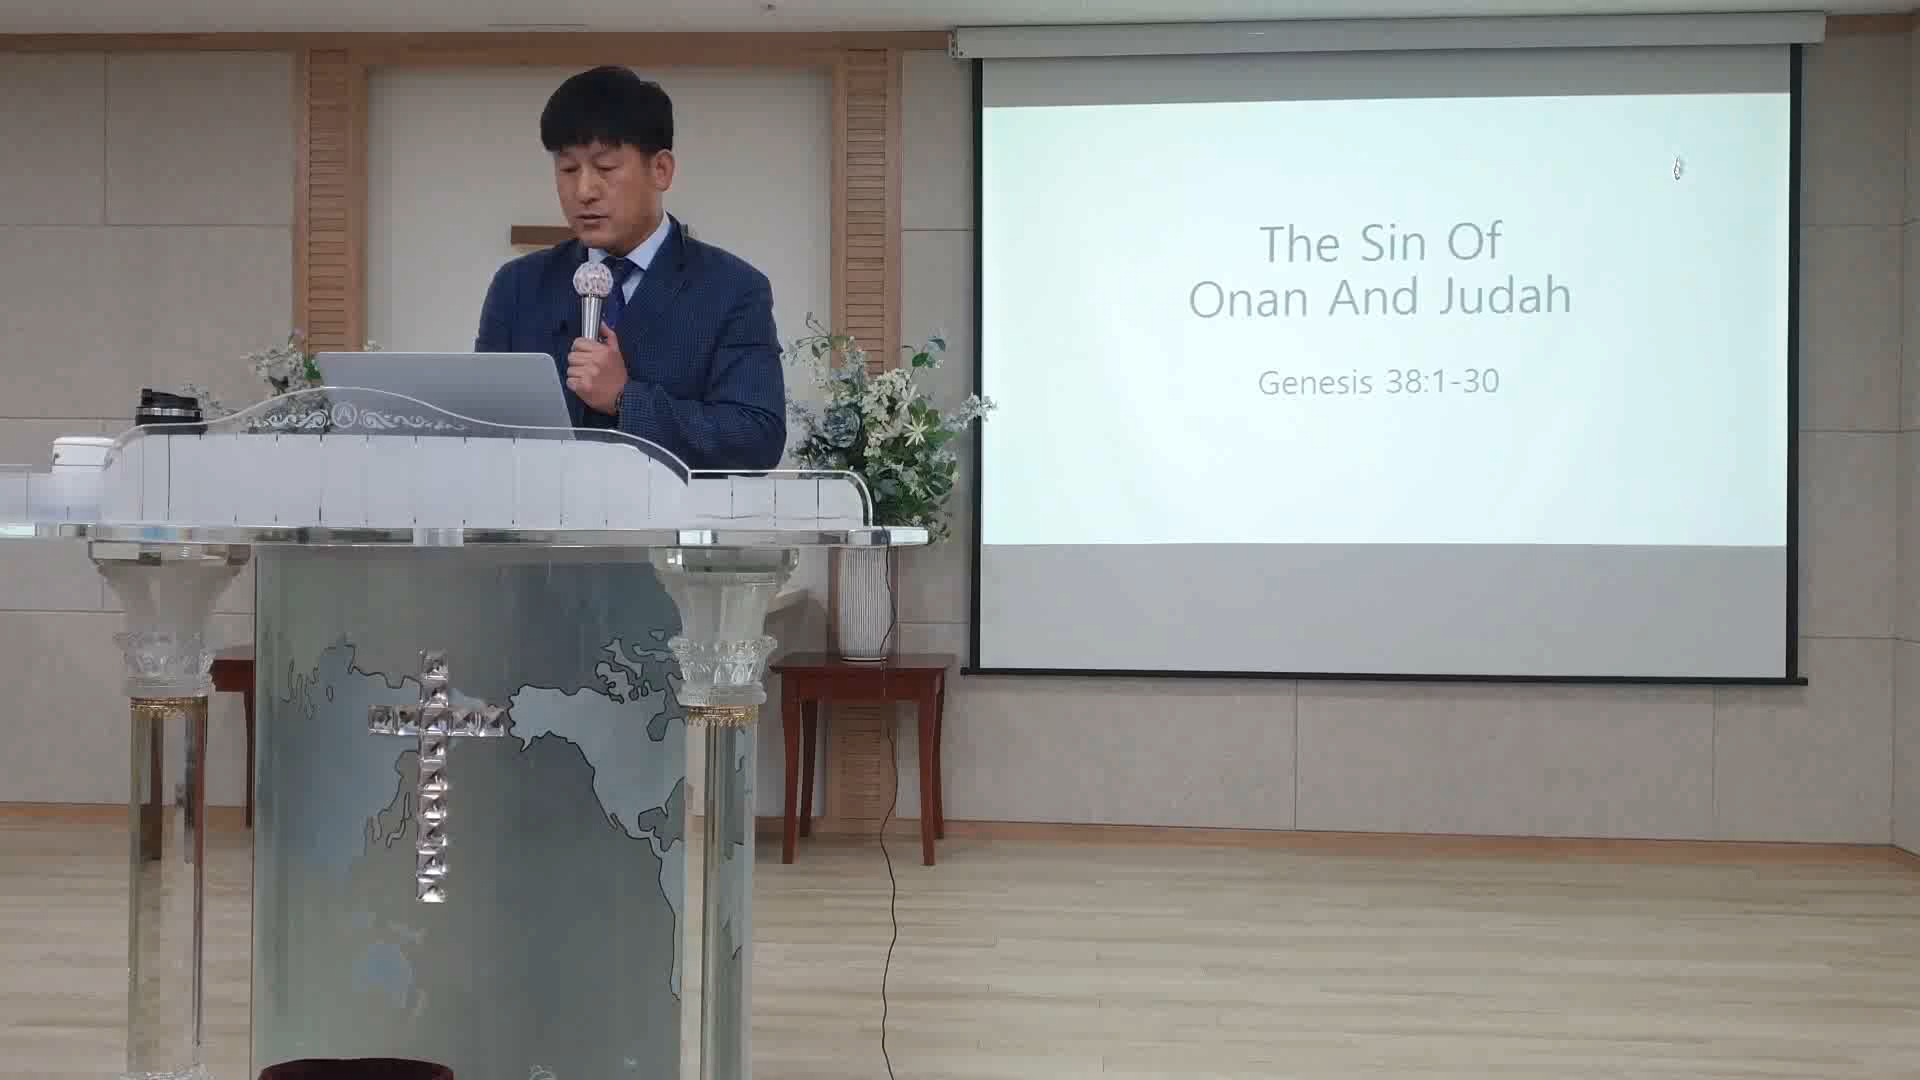 The Sin Of
Onan And Judah
Genesis 38:1-30